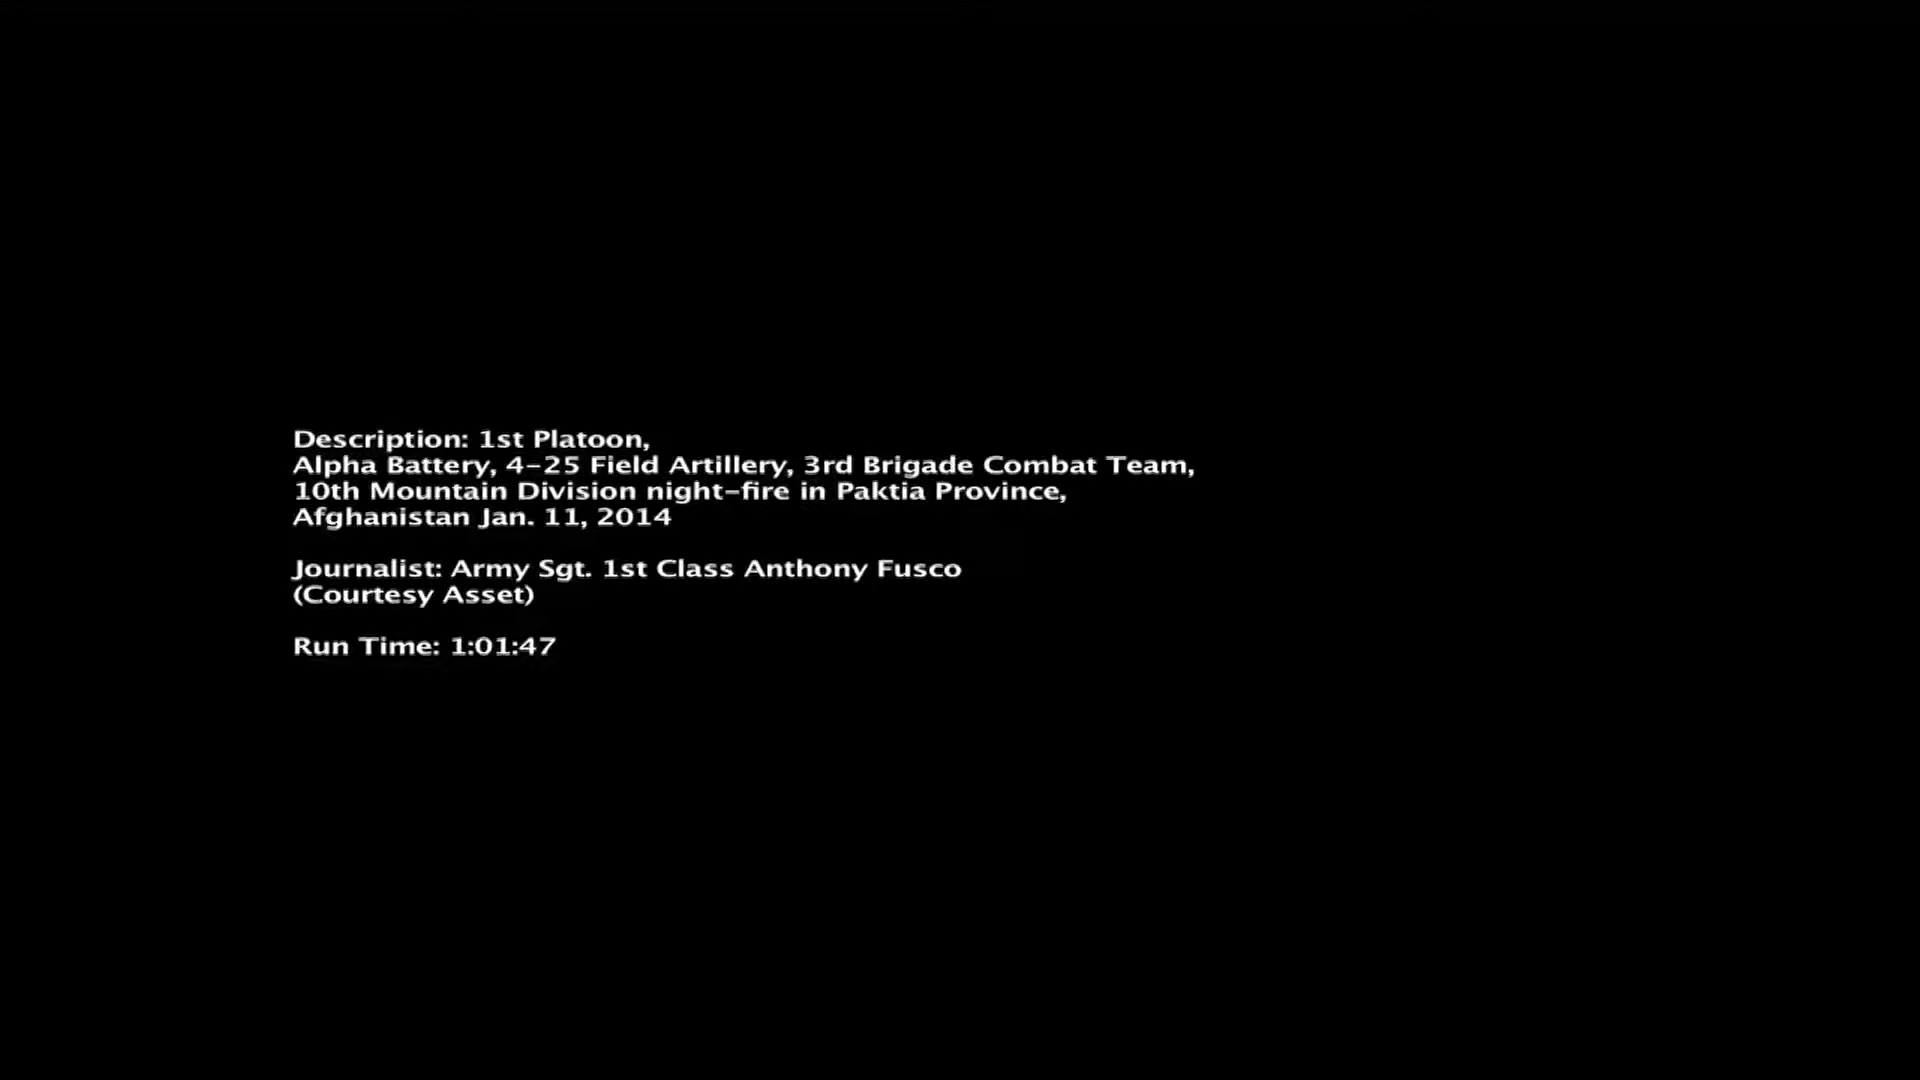 Description: 1st Platoon,
Alpha Battery, 4-25 Field Artillery, 3rd Brigade Combat Team,
10th Mountain Division night-fire in Paktia Province,
Afghanistan Jan. 11, 2014
Journalist: Army Sgt. 1st Class Anthony Fusco
(Courtesy Asset)
Run Time: 1:01:47